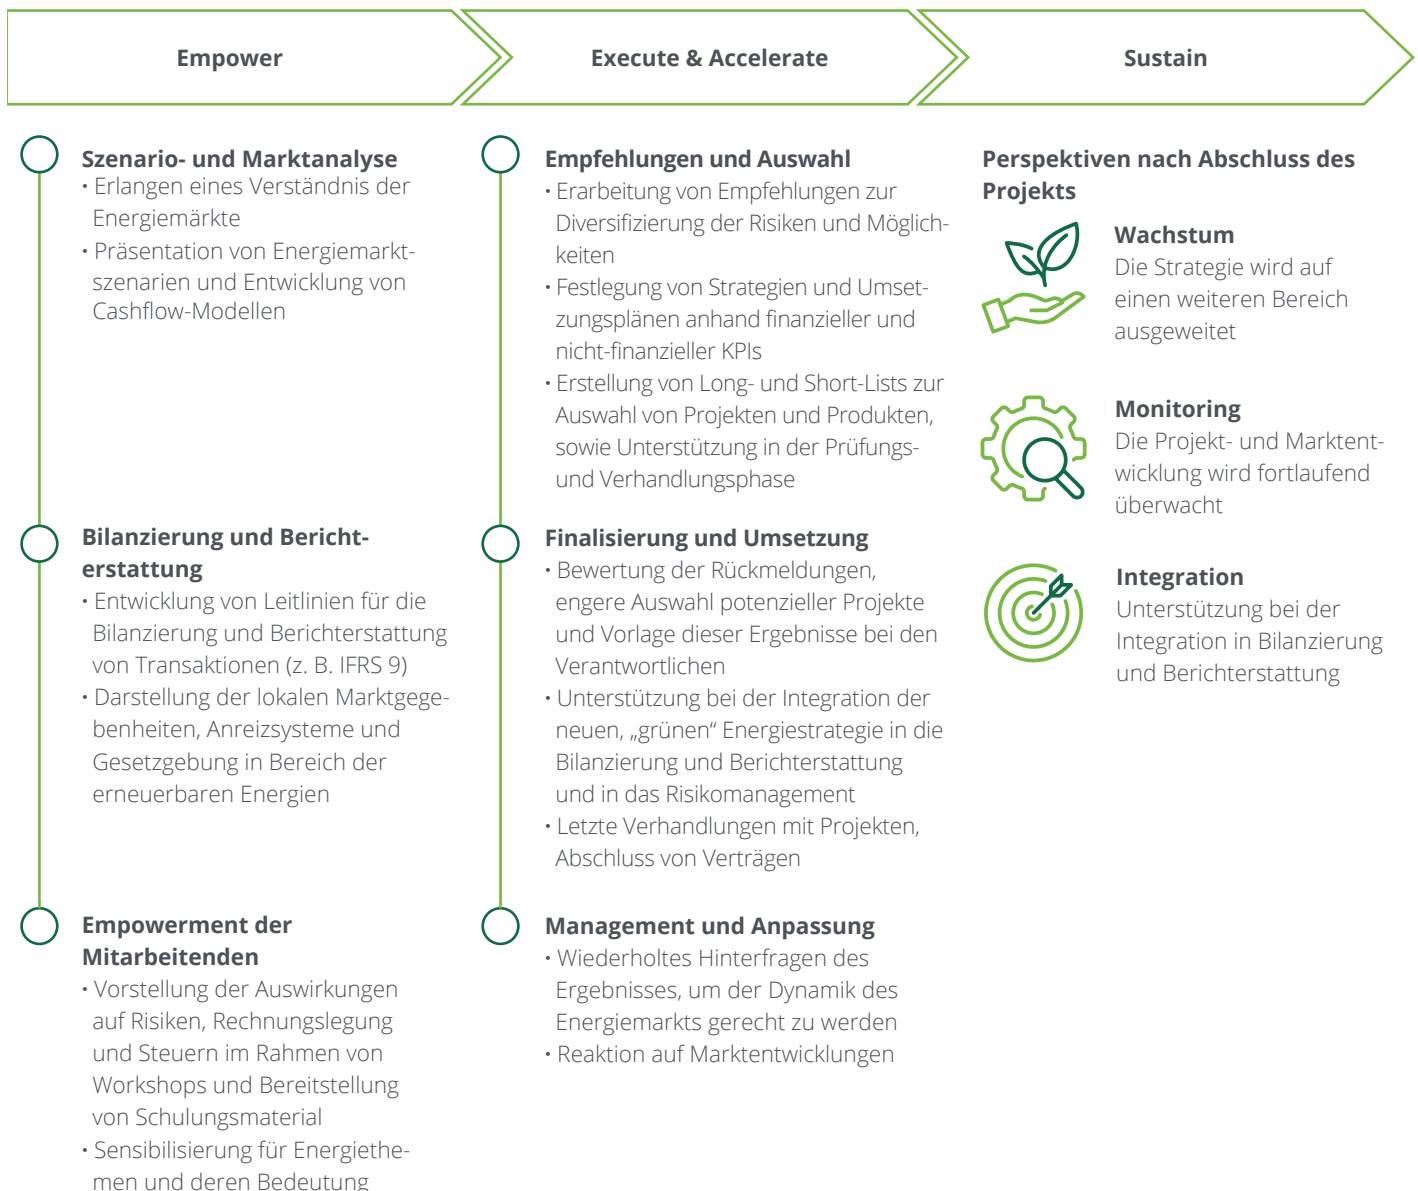 Empower
Execute & Accelerate
Sustain
Szenario- und Marktanalyse
• Erlangen eines Verständnis der
Energiemärkte
• Präsentation von Energiemarkt-
szenarien und Entwicklung von
Cashflow-Modellen
Bilanzierung und Bericht-
erstattung
• Entwicklung von Leitlinien für die
Bilanzierung und Berichterstattung
von Transaktionen (z. B. IFRS 9)
• Darstellung der lokalen Marktgege-
benheiten, Anreizsysteme und
Gesetzgebung in Bereich der
erneuerbaren Energien
Empowerment der
Mitarbeitenden
• Vorstellung der Auswirkungen
auf Risiken, Rechnungslegung
und Steuern im Rahmen von
Workshops und Bereitstellung
von Schulungsmaterial
• Sensibilisierung für Energiethe-
men und deren Bedeutung
Empfehlungen und Auswahl
• Erarbeitung von Empfehlungen zur
Diversifizierung der Risiken und Möglich-
keiten
• Festlegung von Strategien und Umset-
zungsplänen anhand finanzieller und
nicht-finanzieller KPIs
• Erstellung von Long- und Short-Lists zur
Auswahl von Projekten und Produkten,
sowie Unterstützung in der Prüfungs-
und Verhandlungsphase
Finalisierung und Umsetzung
• Bewertung der Rückmeldungen,
engere Auswahl potenzieller Projekte
und Vorlage dieser Ergebnisse bei den
Verantwortlichen
• Unterstützung bei der Integration der
neuen, „grünen“ Energiestrategie in die
Bilanzierung und Berichterstattung
und in das Risikomanagement
• Letzte Verhandlungen mit Projekten,
Abschluss von Verträgen
Management und Anpassung
• Wiederholtes Hinterfragen des
Ergebnisses, um der Dynamik des
Energiemarkts gerecht zu werden
• Reaktion auf Marktentwicklungen
Perspektiven nach Abschluss des
Projekts
Wachstum
Die Strategie wird auf
einen weiteren Bereich
ausgeweitet
Monitoring
Die Projekt- und Marktent-
wicklung wird fortlaufend
überwacht
Integration
Unterstützung bei der
Integration in Bilanzierung
und Berichterstattung